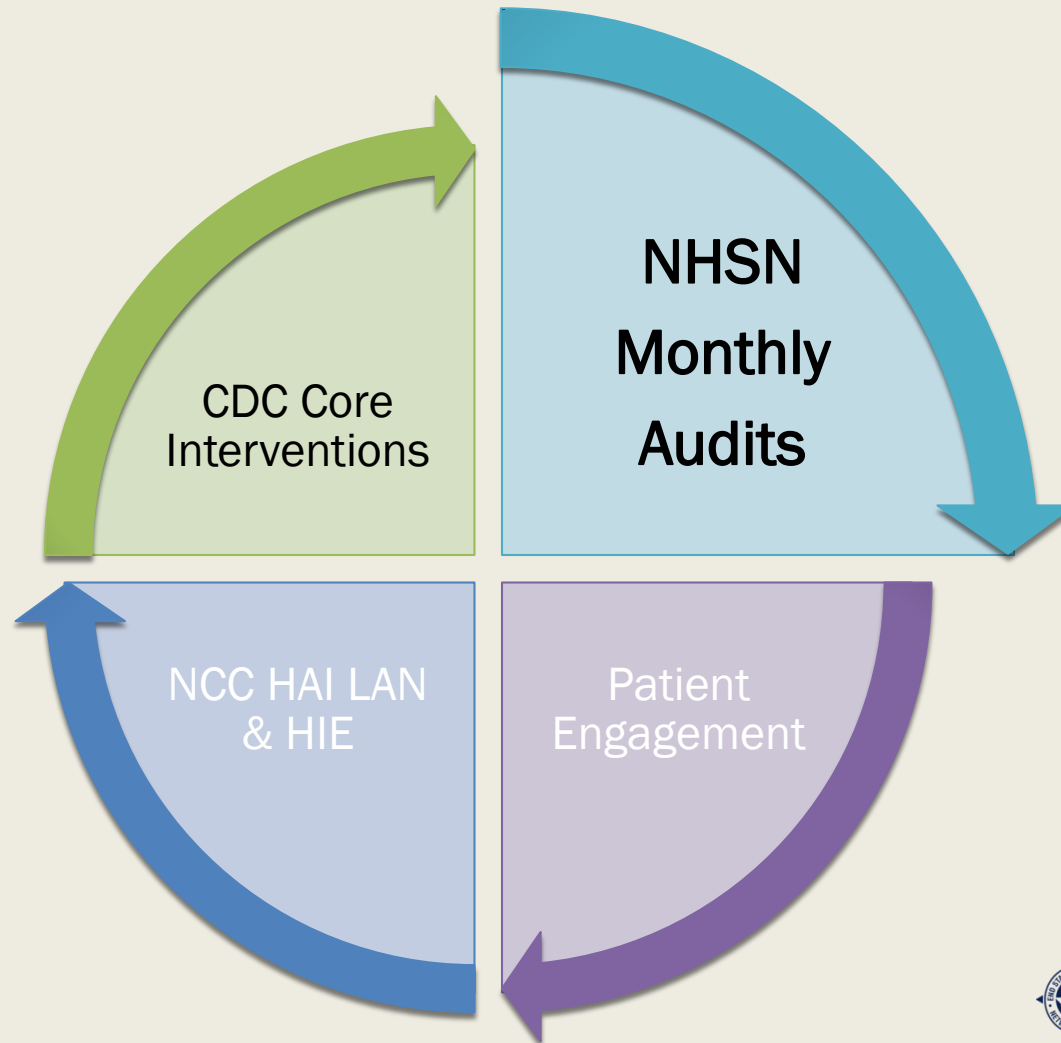 CDC Core
Interventions
NHSN
Monthly
Audits
NCC HAI LAN
& HIE
Patient
Engagement